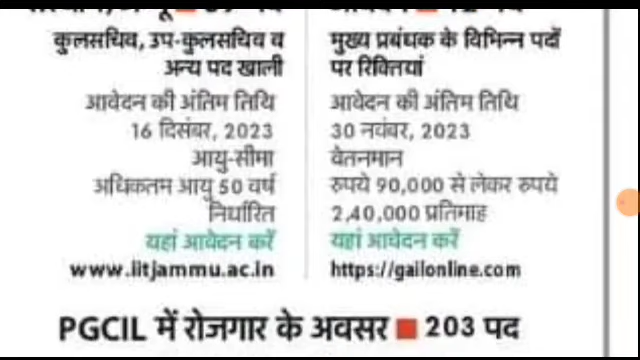 कुलसचिव, उप-कुलसचिव व
अन्य पद खाली
आवेदन की अंतिम तिथि
16 दिसंबर, 2023
आयु-सीमा
अधिकतम आयु 50 वर्ष
निर्धारित
यहां आवेदन करें
www.iitjammu.ac.in
मुख्य प्रबंधक के विभिन्न पदों
पर रिक्तियां
आवेदन की अंतिम तिथि
30 नवंबर, 2023
वेतनमान
रुपये 90,000 से लेकर रुपये
2,40,000 प्रतिमाह
यहां आवेदन करें
https://gailonline.com
PGCIL में रोजगार के अवसर ■ 203 पद